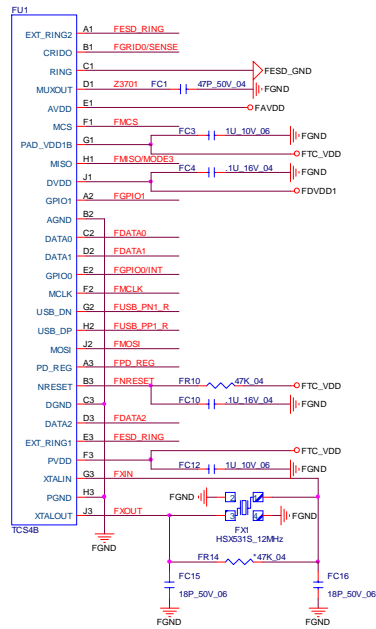 FU1
EXT_RING2 A1 FESD_RING
CRIDO B1 FGRID0/SENSE
RING C1 FESD_GND
MUXOUT D1 Z3701 FC1 47P_50V_04 FGND
AVDD E1 FAVDD
MCS F1 FMCS
FC3 1U_10V_06 FGND
PAD_VDD1B G1 FTC_VDD
MISO H1 FMISO/MODE3
FC4 .1U_16V_04 FGND
DVDD J1 FDVDD1
GPIO1 A2 FGPIO1
AGND B2
DATA0 C2 FDATA0
DATA1 D2 FDATA1
GPIO0 E2 FGPIO0/INT
MCLK F2 FMCLK
USB_DN G2 FUSB_PN1_R
USB_DP H2 FUSB_PP1_R
MOSI J2 FMOSI
PD_REG A3 FPD_REG
NRESET B3 FNRESET FR10 47K_04 FTC_VDD
DGND C3 FC10 .1U_16V_04 FGND
DATA2 D3 FDATA2
EXT_RING1 E3 FESD_RING
FTC_VDD
PVDD F3 FC12 1U_10V_06 FGND
XTALIN G3 FXIN
PGND H3 FGND 2 1
XTALOUT J3 FXOUT 3 4 FGND
TCS4B
FX1
HSX531S_12MHz
FGND
FR14 *47K_04
FC15 FC16
18P_50V_06 18P_50V_06
FGND FGND